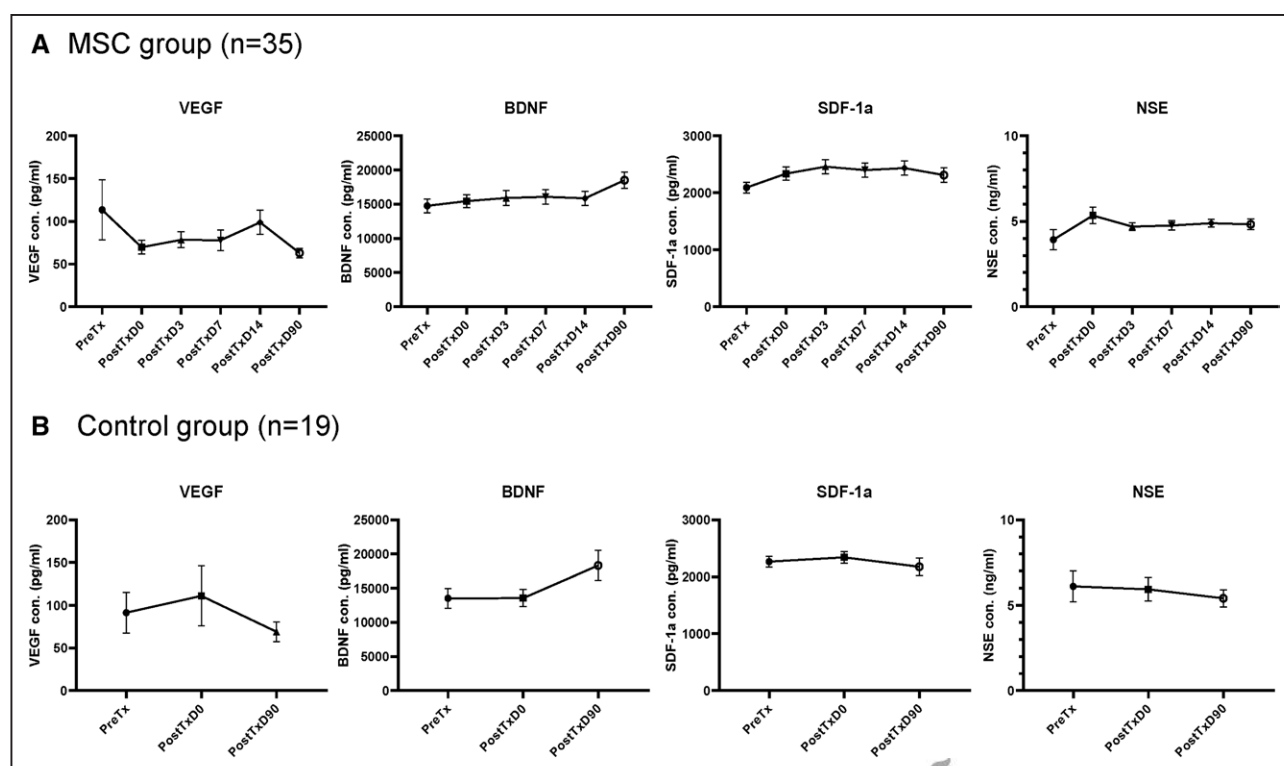 A MSC group (n=35)
VEGF
BDNF
SDF-1a
NSE
VEGF con. (pg/ml)
200
150
100
50
0
PreTx
PostTxD0
PostTxD3
PostTxD7
PostTxD14
PostTxD90
BDNF con. (pg/ml)
25000
20000
15000
10000
5000
0
PreTx
PostTxD0
PostTxD3
PostTxD7
PostTxD14
PostTxD90
SDF-1a con. (pg/ml)
3000
2000
1000
0
PreTx
PostTxD0
PostTxD3
PostTxD7
PostTxD14
PostTxD90
NSE con. (ng/ml)
10
5
0
PreTx
PostTxD0
PostTxD3
PostTxD7
PostTxD14
PostTxD90
B Control group (n=19)
VEGF
BDNF
SDF-1a
NSE
VEGF con. (pg/ml)
200
150
100
50
0
PreTx
PostTxD0
PostTxD90
BDNF con. (pg/ml)
25000
20000
15000
10000
5000
0
PreTx
PostTxD0
PostTxD90
SDF-1a con. (pg/ml)
3000
2000
1000
0
PreTx
PostTxD0
PostTxD90
NSE con. (ng/ml)
10
5
0
PreTx
PostTxD0
PostTxD90